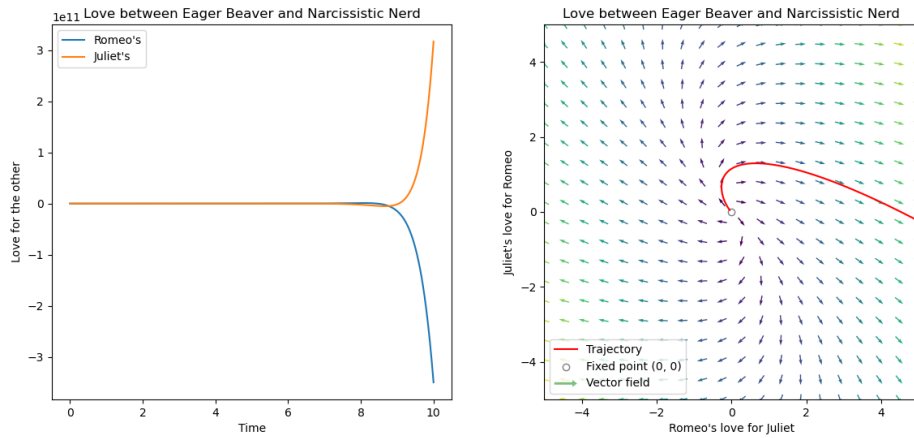 Love between Eager Beaver and Narcissistic Nerd
1e11
Romeo's
Juliet's
3
2
1
0
−1
−2
−3
Love for the other
0
2
4
6
8
10
Time
Love between Eager Beaver and Narcissistic Nerd
4
2
0
−2
−4
Juliet's love for Romeo
Trajectory
Fixed point (0, 0)
Vector field
−4
−2
0
2
4
Romeo's love for Juliet